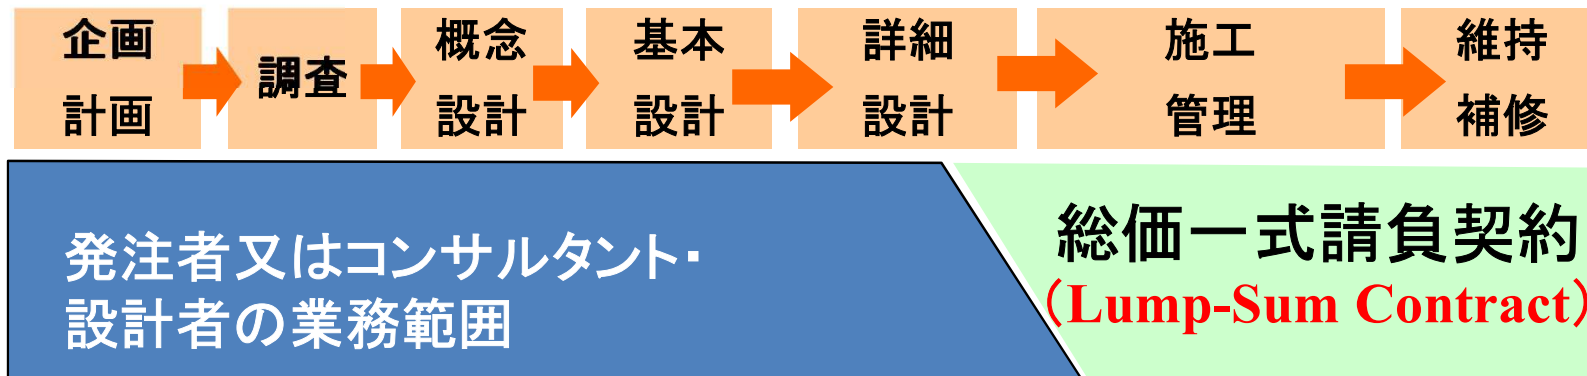 企画
計画
調査
概念
設計
基本
設計
詳細
設計
施工
管理
維持
補修
発注者又はコンサルタント・
設計者の業務範囲
総価一式請負契約
（Lump-Sum Contract）